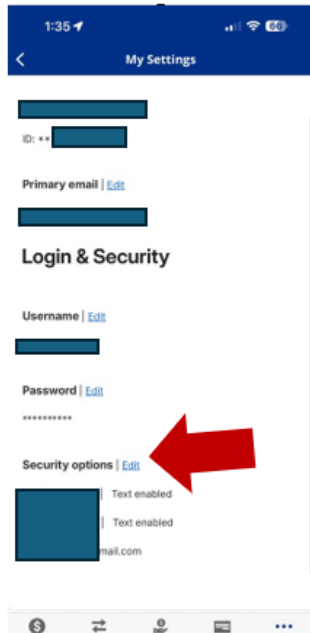 1:35
66
My Settings
ID: **
Primary email | Edit
Login & Security
Username | Edit
Password | Edit
**********
Security options | Edit
| Text enabled
| Text enabled
mail.com